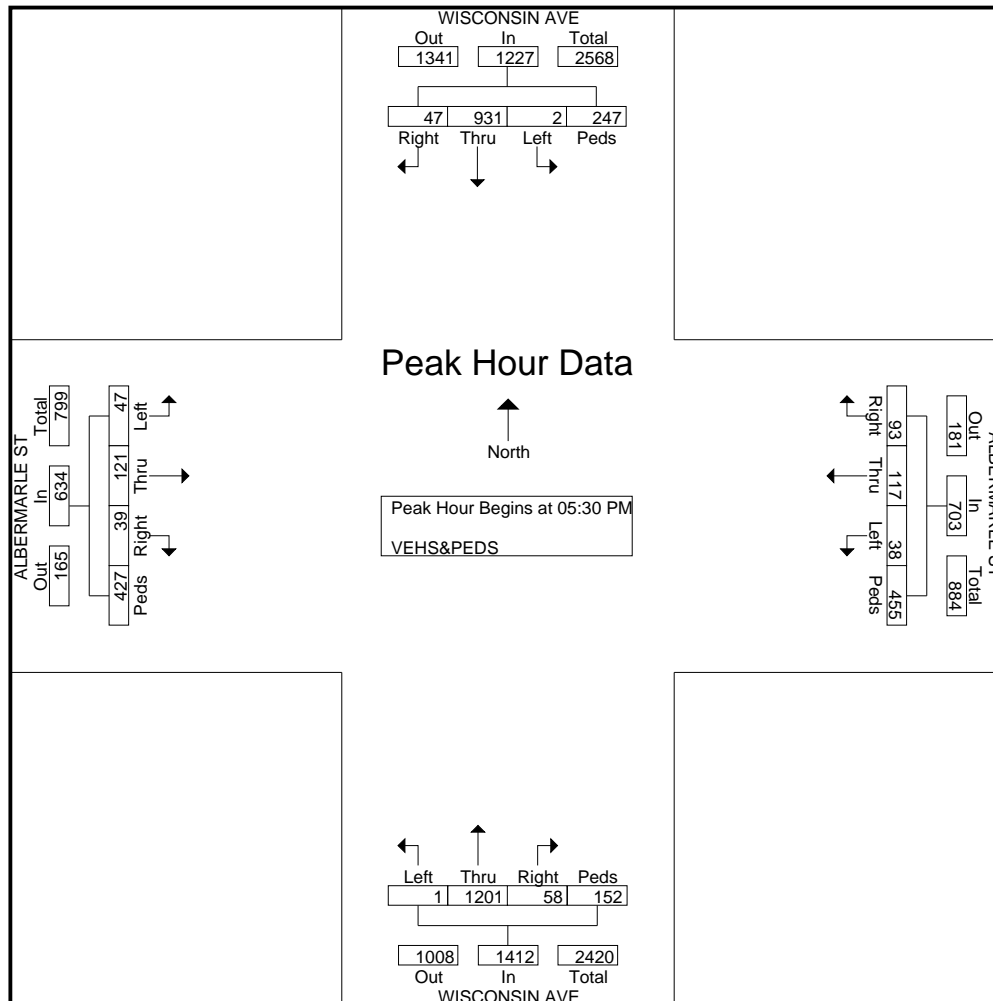 WISCONSIN AVE
Out In Total
1341 1227 2568
47 931 2 247
Right Thru Left Peds
Peak Hour Data
North
Peak Hour Begins at 05:30 PM
VEHS&PEDS
ALBERMARLE ST
Out In Total
165 634 799
47 121 39 427
Left Thru Right Peds
Right Thru Left Peds
93 117 38 455
Out In Total
181 703 884
ALBERMARLE ST
Left Thru Right Peds
1 1201 58 152
1008 1412 2420
Out In Total
WISCONSIN AVE